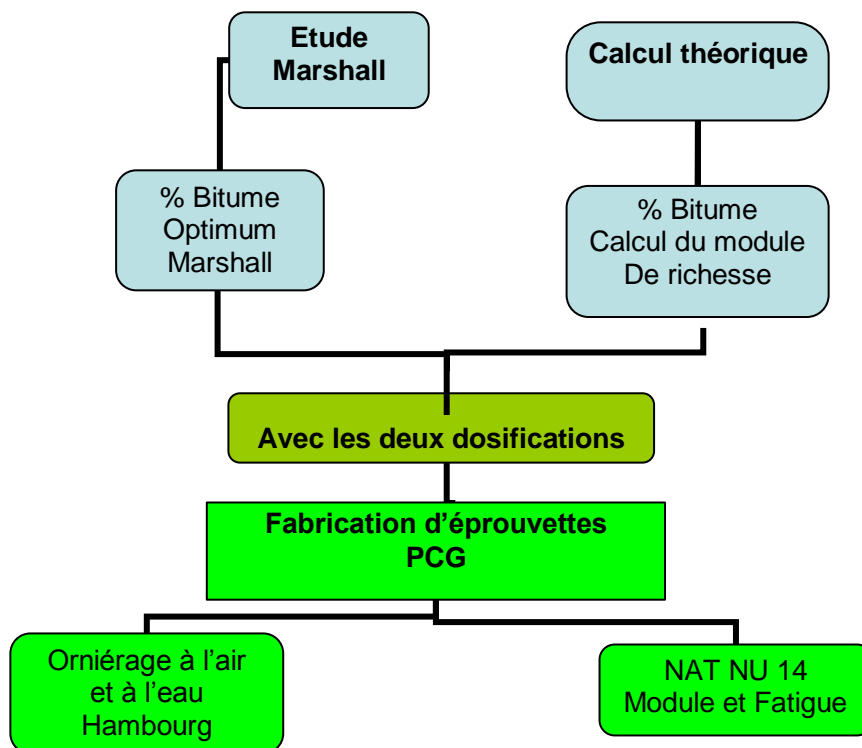 Etude
Marshall
Calcul théorique
% Bitume
Optimum
Marshall
% Bitume
Calcul du module
De richesse
Avec les deux dosifications
Fabrication d’éprouvettes
PCG
Orniérage à l’air
et à l’eau
Hambourg
NAT NU 14
Module et Fatigue